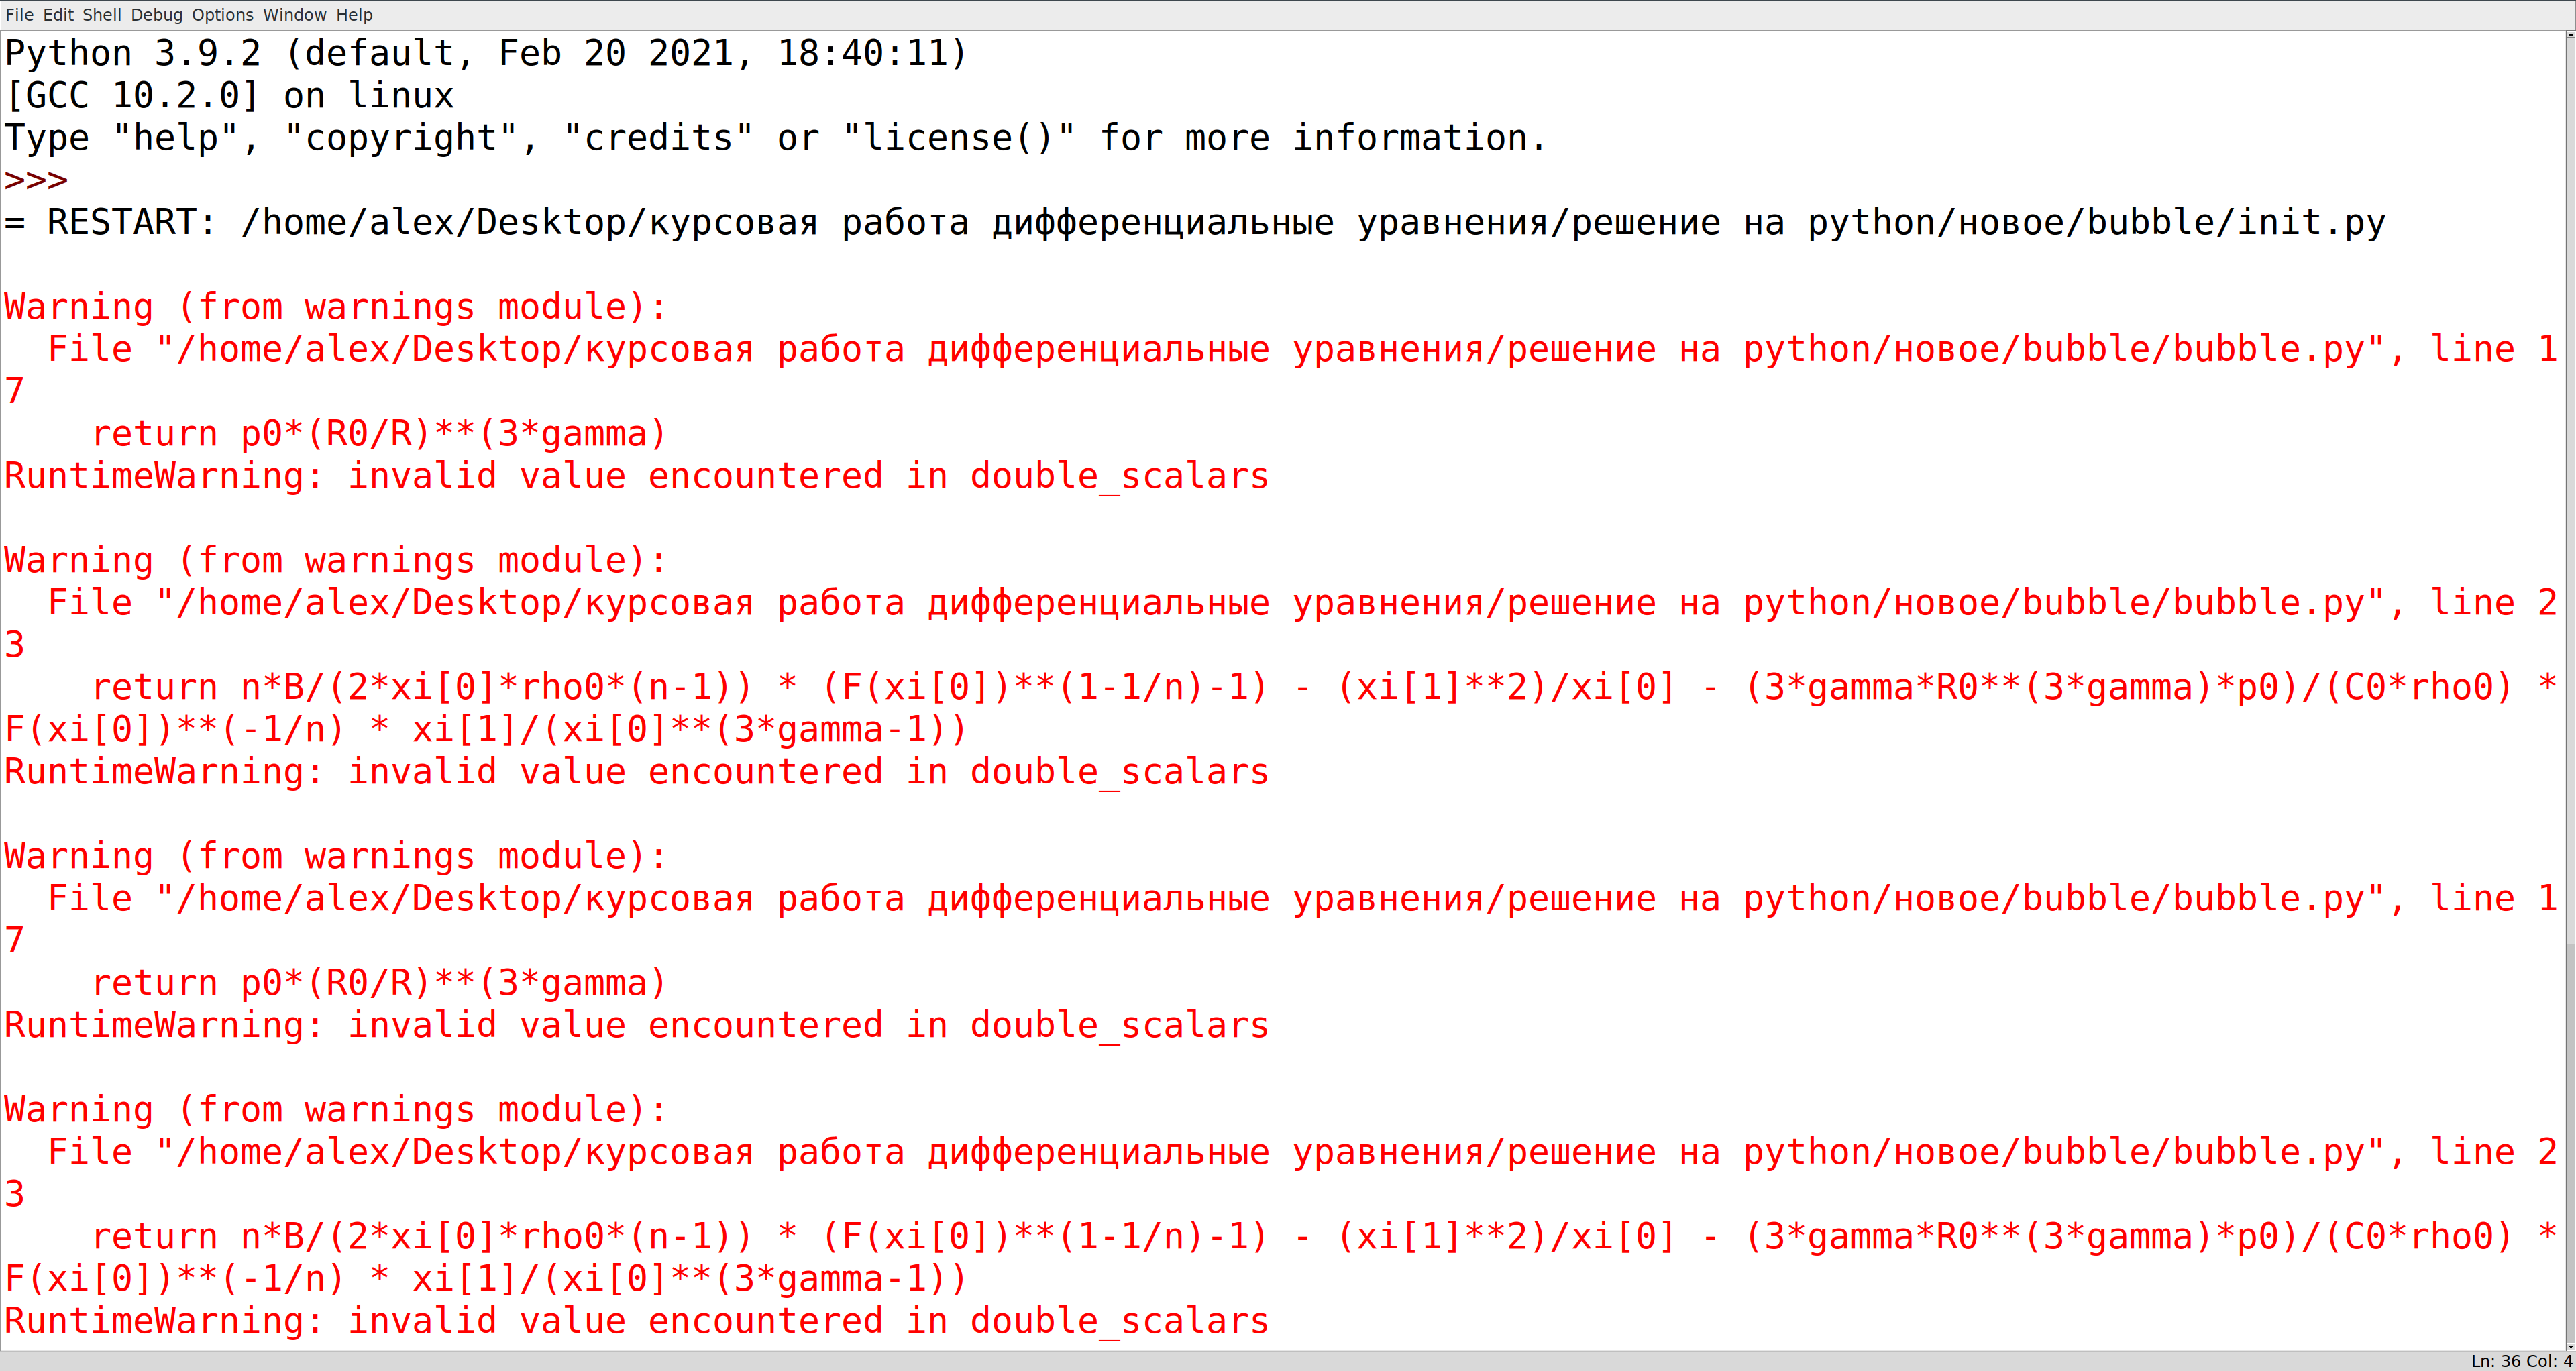 File Edit Shell Debug Options Window Help
Python 3.9.2 (default, Feb 20 2021, 18:40:11)
[GCC 10.2.0] on linux
Type "help", "copyright", "credits" or "license()" for more information.
>>>
= RESTART: /home/alex/Desktop/курсовая работа дифференциальные уравнения/решение на python/новое/bubble/init.py
Warning (from warnings module):
  File "/home/alex/Desktop/курсовая работа дифференциальные уравнения/решение на python/новое/bubble/bubble.py", line 1
7
    return p0*(R0/R)**(3*gamma)
RuntimeWarning: invalid value encountered in double_scalars
Warning (from warnings module):
  File "/home/alex/Desktop/курсовая работа дифференциальные уравнения/решение на python/новое/bubble/bubble.py", line 2
3
    return n*B/(2*xi[0]*rho0*(n-1)) * (F(xi[0])**(1-1/n)-1) - (xi[1]**2)/xi[0] - (3*gamma*R0**(3*gamma)*p0)/(C0*rho0) *
F(xi[0])**(-1/n) * xi[1]/(xi[0]**(3*gamma-1))
RuntimeWarning: invalid value encountered in double_scalars
Warning (from warnings module):
  File "/home/alex/Desktop/курсовая работа дифференциальные уравнения/решение на python/новое/bubble/bubble.py", line 1
7
    return p0*(R0/R)**(3*gamma)
RuntimeWarning: invalid value encountered in double_scalars
Warning (from warnings module):
  File "/home/alex/Desktop/курсовая работа дифференциальные уравнения/решение на python/новое/bubble/bubble.py", line 2
3
    return n*B/(2*xi[0]*rho0*(n-1)) * (F(xi[0])**(1-1/n)-1) - (xi[1]**2)/xi[0] - (3*gamma*R0**(3*gamma)*p0)/(C0*rho0) *
F(xi[0])**(-1/n) * xi[1]/(xi[0]**(3*gamma-1))
RuntimeWarning: invalid value encountered in double_scalars
Ln: 36 Col: 4